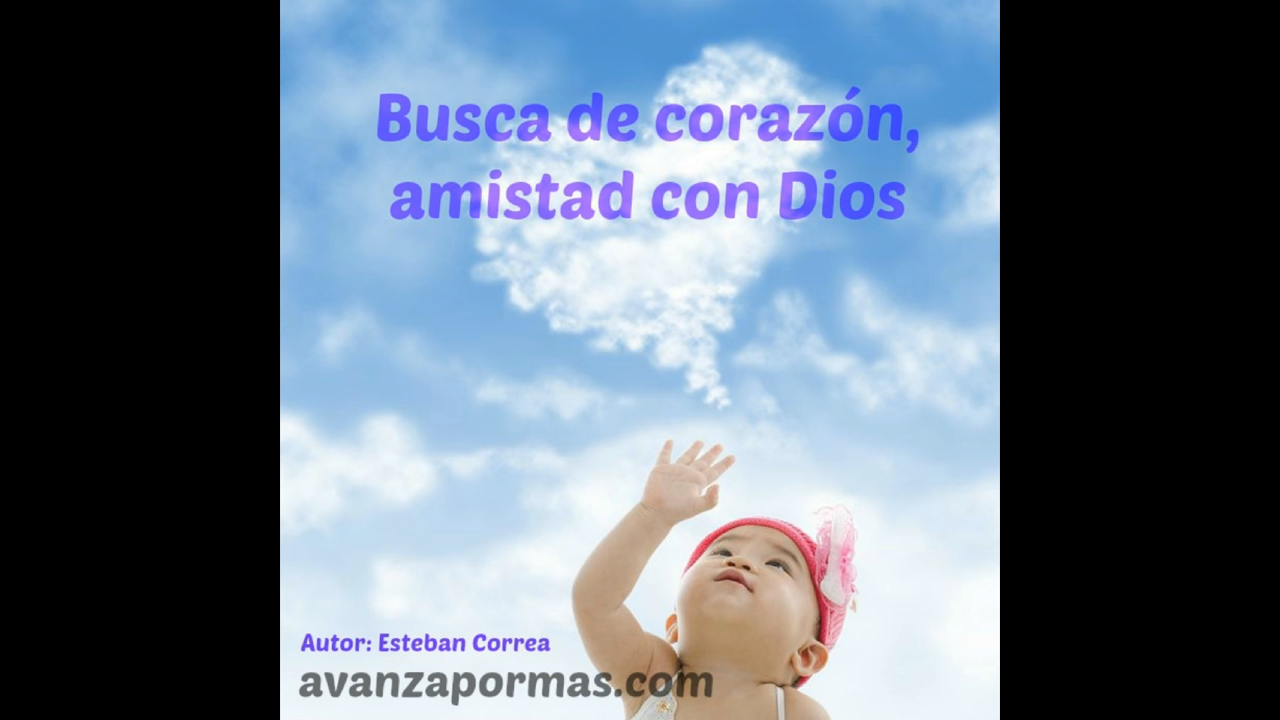 Busca de corazón,
amistad con Dios
Autor: Esteban Correa
avanzapormas.com